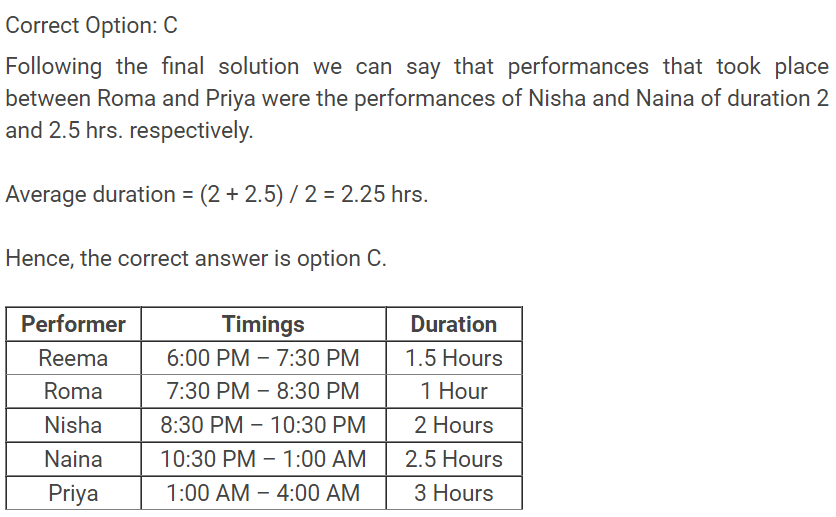 Correct Option: C
Following the final solution we can say that performances that took place
between Roma and Priya were the performances of Nisha and Naina of duration 2
and 2.5 hrs. respectively.
Average duration = (2 + 2.5) / 2 = 2.25 hrs.
Hence, the correct answer is option C.
Performer Timings Duration
Reema 6:00 PM – 7:30 PM 1.5 Hours
Roma 7:30 PM – 8:30 PM 1 Hour
Nisha 8:30 PM – 10:30 PM 2 Hours
Naina 10:30 PM – 1:00 AM 2.5 Hours
Priya 1:00 AM – 4:00 AM 3 Hours